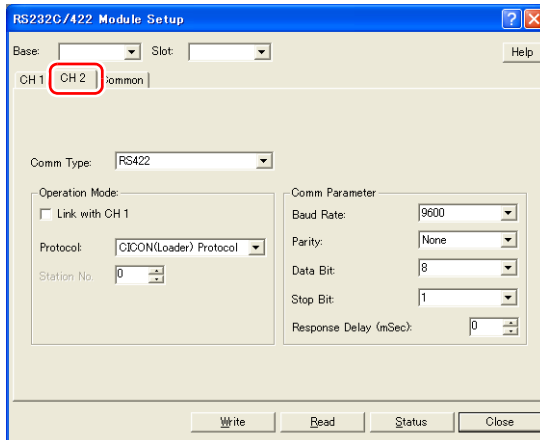 RS232C/422 Module Setup
Base: Slot: Help
CH 1 CH 2 Common
Comm Type: RS422
Operation Mode: Comm Parameter
Link with CH 1 Baud Rate: 9600
Protocol: CICON(Loader) Protocol Parity: None
Station No. 0 Data Bit: 8
Stop Bit: 1
Response Delay (mSec): 0
Write Read Status Close